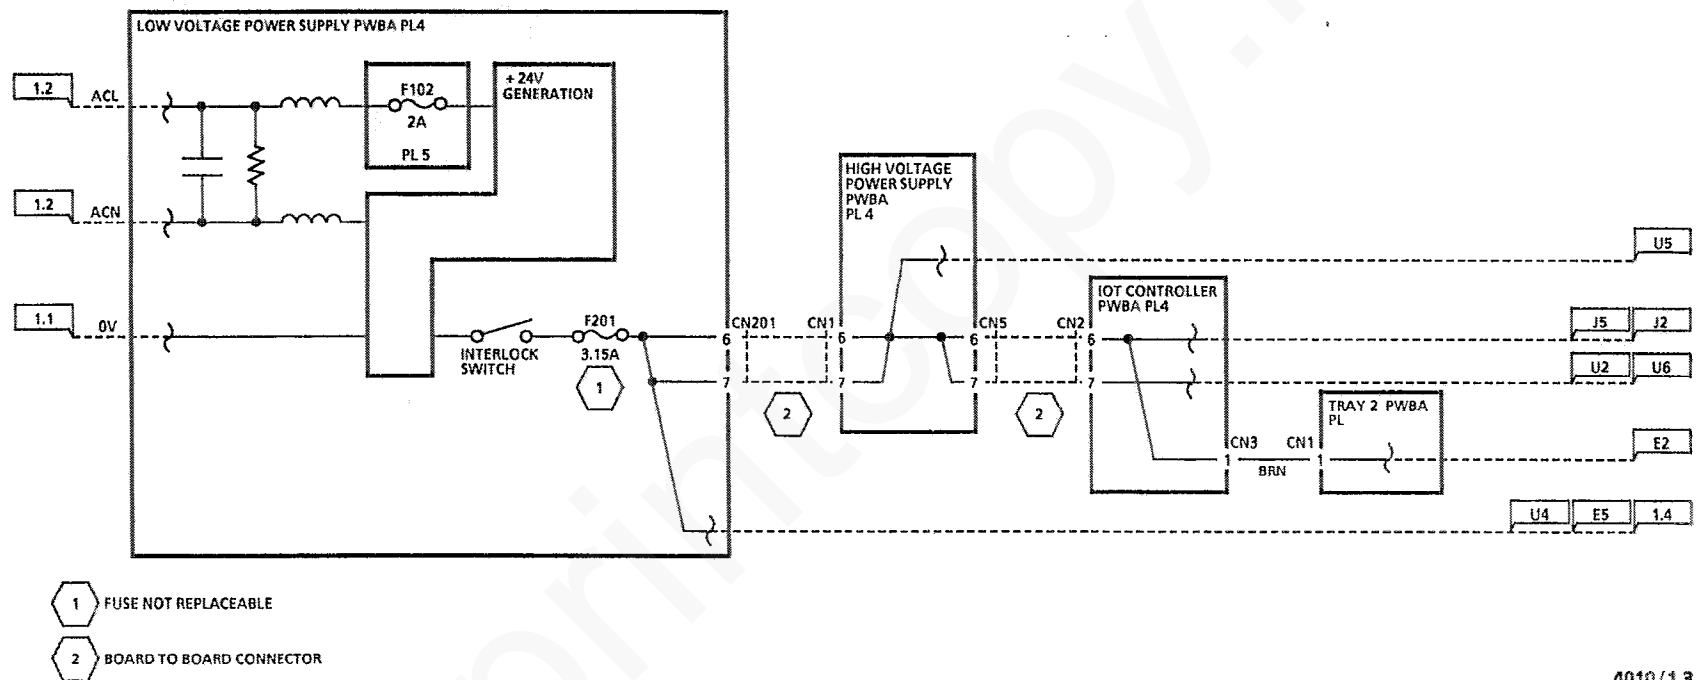 LOW VOLTAGE POWER SUPPLY PWBA PL4
1.2
ACL
F102
2A
PL 5
+ 24V
GENERATION
1.2
ACN
1.1
0V
INTERLOCK
SWITCH
F201
3.15A
1
6
7
CN201
CN1
2
HIGH VOLTAGE
POWER SUPPLY
PWBA
PL 4
6
7
6
7
CN5
CN2
2
IOT CONTROLLER
PWBA PL4
6
7
CN3
CN1
1
BRN
1
TRAY 2 PWBA
PL
U5
J5
J2
U2
U6
E2
U4
E5
1.4
1 FUSE NOT REPLACEABLE
2 BOARD TO BOARD CONNECTOR
4010 / 1.3
printcopy.